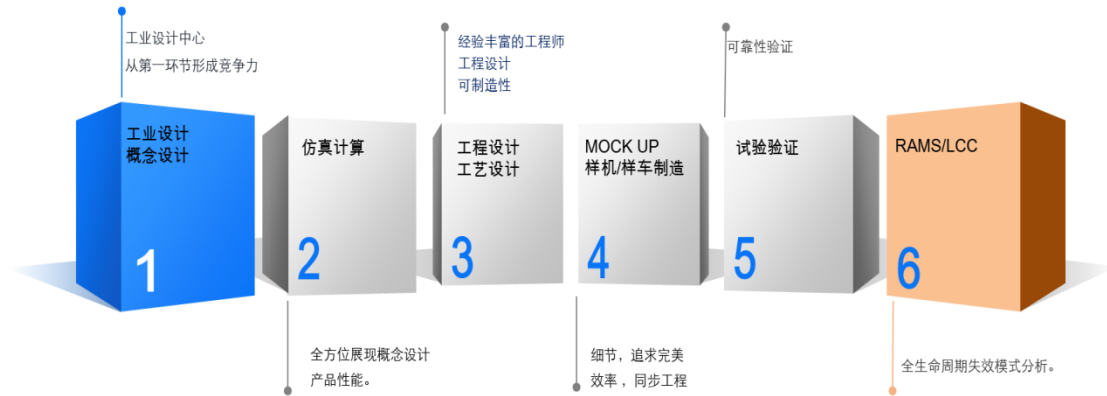 工业设计中心
从第一环节形成竞争力
经验丰富的工程师
工程设计
可制造性
可靠性验证
工业设计
概念设计
1
仿真计算
2
工程设计
工艺设计
3
MOCK UP
样机/样车制造
4
试验验证
5
RAMS/LCC
6
全方位展现概念设计
产品性能。
细节，追求完美
效率，同步工程
全生命周期失效模式分析。